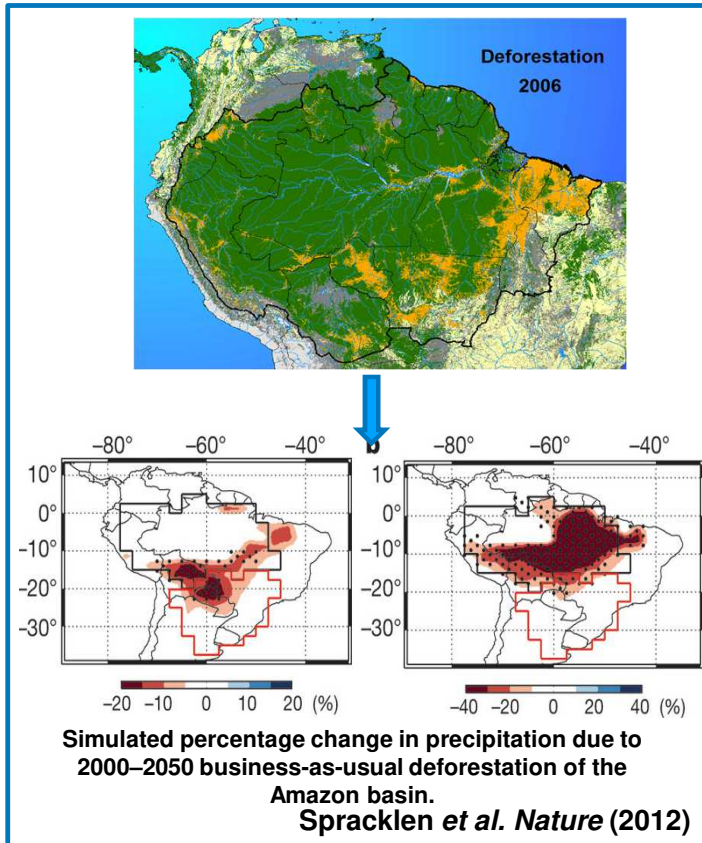 Deforestation
2006
−80° −60° −40° b −80° −60° −40°
10° 10°
0° 0°
−10° −10°
−20° −20°
−30° −30°
−20 −10 0 10 20 (%) −40 −20 0 20 40 (%)
Simulated percentage change in precipitation due to
2000–2050 business-as-usual deforestation of the
Amazon basin.
Spracklen et al. Nature (2012)